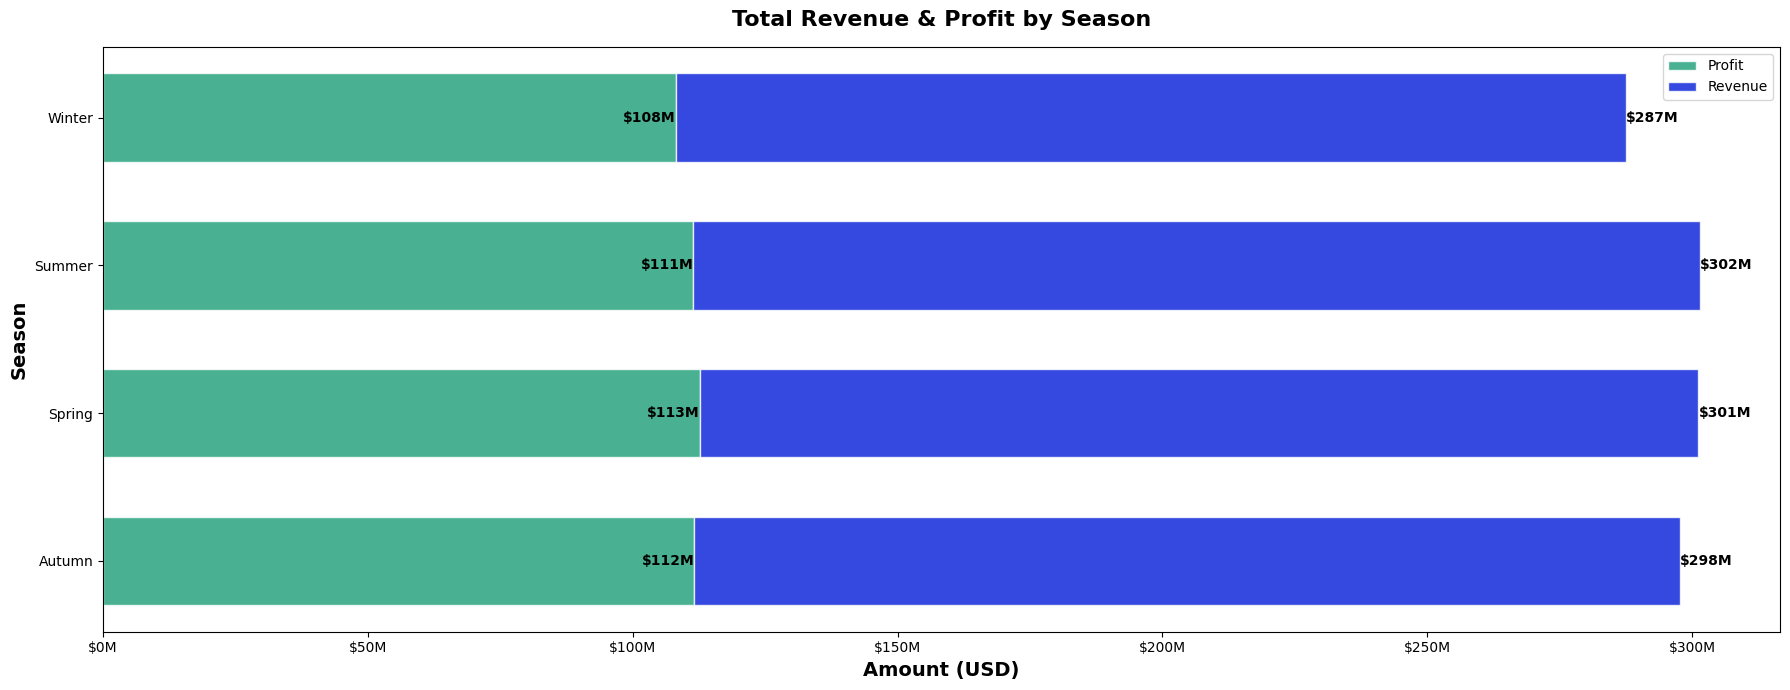 Total Revenue & Profit by Season
Profit
Revenue
Winter
$108M
$287M
Summer
$111M
$302M
Spring
$113M
$301M
Autumn
$112M
$298M
Season
$0M
$50M
$100M
$150M
$200M
$250M
$300M
Amount (USD)